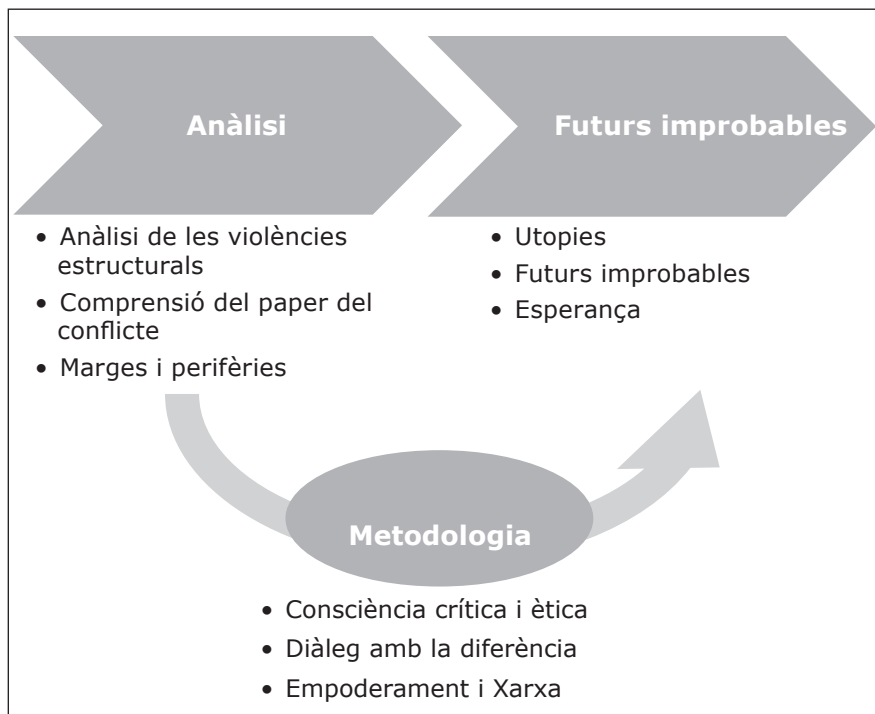 Anàlisi
Futurs improbables
• Anàlisi de les violències
estructurals
• Comprensió del paper del
conflicte
• Marges i perifèries
• Utopies
• Futurs improbables
• Esperança
Metodologia
• Consciència crítica i ètica
• Diàleg amb la diferència
• Empoderament i Xarxa